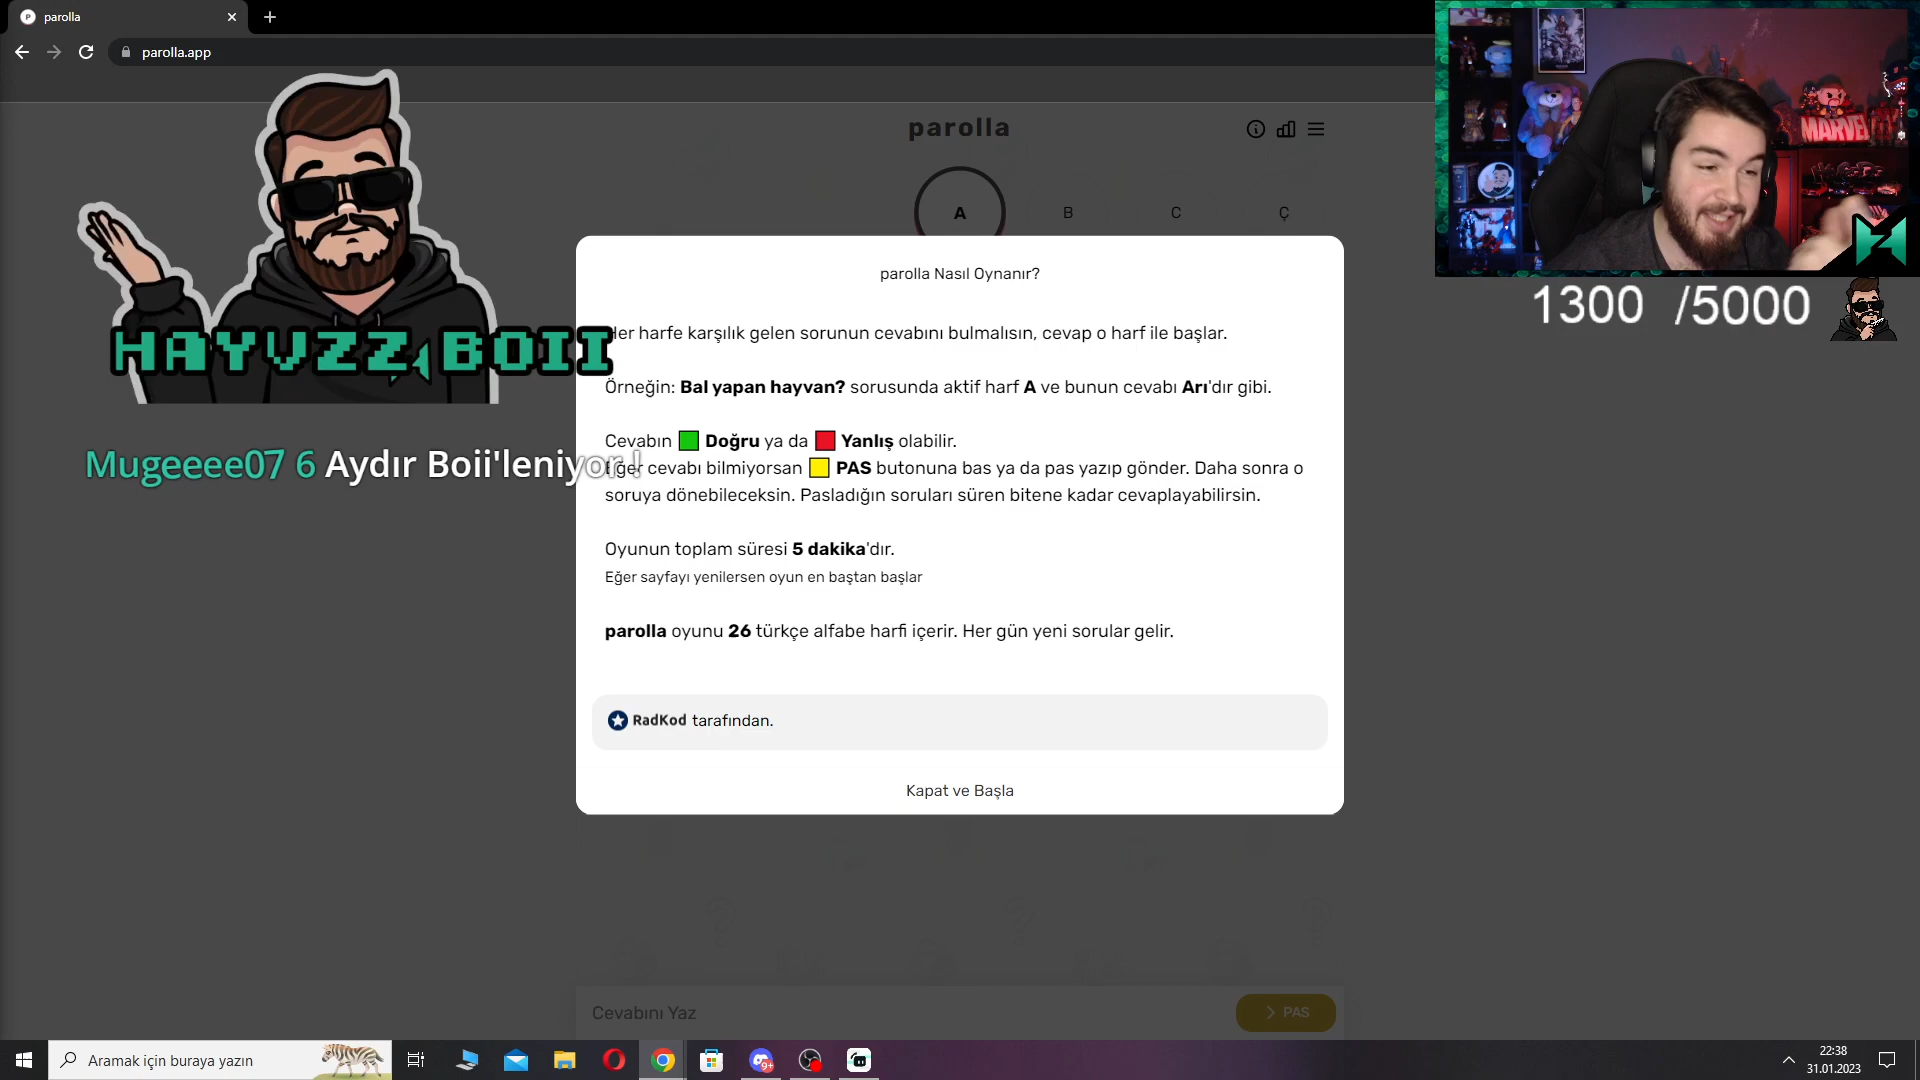 parolla
parolla.app
parolla
A
B
C
Ç
parolla Nasıl Oynanır?
Her harfe karşılık gelen sorunun cevabını bulmalısın, cevap o harf ile başlar.
Örneğin: Bal yapan hayvan? sorusunda aktif harf A ve bunun cevabı Arı'dır gibi.
Cevabın Doğru ya da Yanlış olabilir.
Eğer cevabı bilmiyorsan PAS butonuna bas ya da pas yazıp gönder. Daha sonra o
soruya dönebileceksin. Pasladığın soruları süren bitene kadar cevaplayabilirsin.
Oyunun toplam süresi 5 dakika'dır.
Eğer sayfayı yenilersen oyun en baştan başlar
parolla oyunu 26 türkçe alfabe harfi içerir. Her gün yeni sorular gelir.
RadKod tarafından.
Kapat ve Başla
Cevabını Yaz
PAS
HAYVZZ BOII
Mugeeee07 6 Aydır Boii'leniyor !
MARVEL
1300 /5000
Aramak için buraya yazın
9+
22:38
31.01.2023